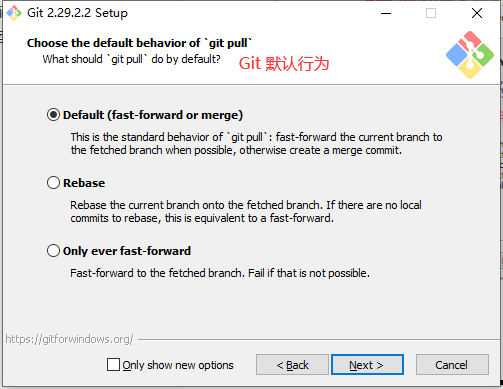 Git 2.29.2.2 Setup
Choose the default behavior of `git pull`
What should `git pull` do by default?
Git 默认行为
Default (fast-forward or merge)
This is the standard behavior of `git pull`: fast-forward the current branch to
the fetched branch when possible, otherwise create a merge commit.
Rebase
Rebase the current branch onto the fetched branch. If there are no local
commits to rebase, this is equivalent to a fast-forward.
Only ever fast-forward
Fast-forward to the fetched branch. Fail if that is not possible.
https://gitforwindows.org/
Only show new options
< Back
Next >
Cancel